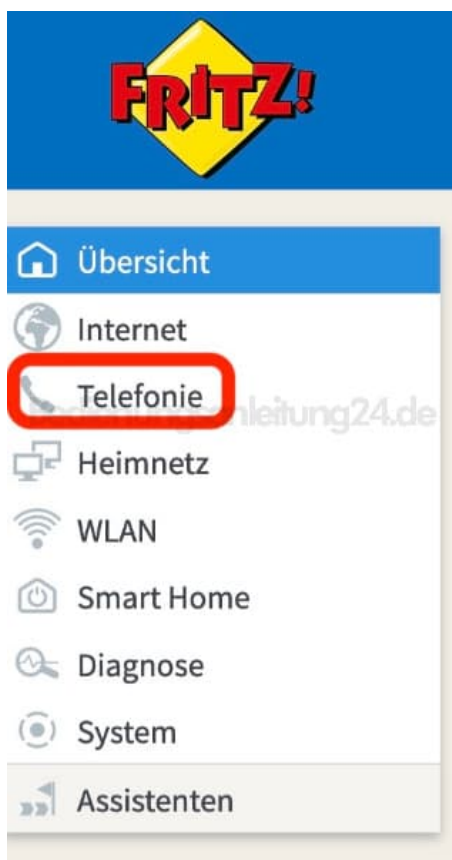 FRITZ!
Übersicht
Internet
Telefonie
Heimnetz
WLAN
Smart Home
Diagnose
System
Assistenten